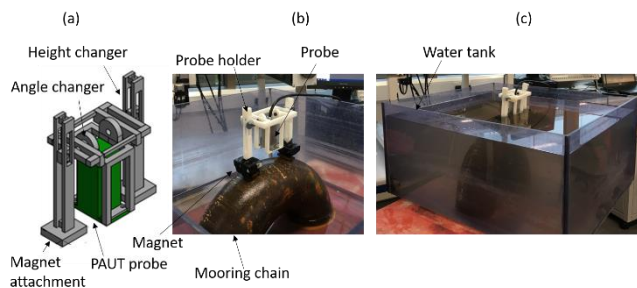 (a)
(b)
(c)
Height changer
Angle changer
Probe holder
Probe
Water tank
Magnet
attachment
PAUT probe
Magnet
Mooring chain